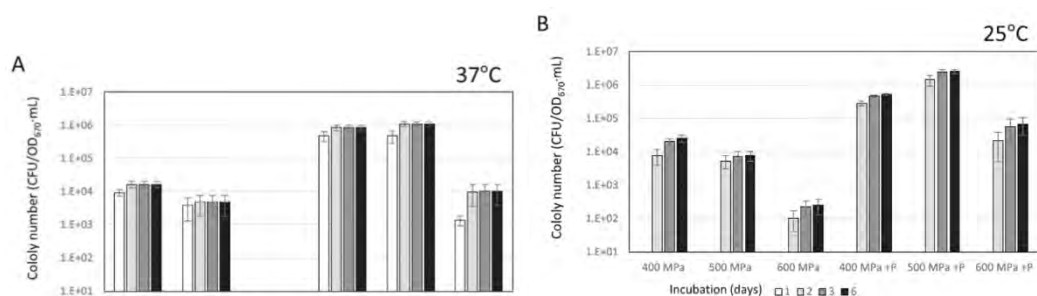 A
37°C
1.E+07
1.E+06
1.E+05
1.E+04
1.E+03
1.E+02
1.E+01
Cololy number (CFU/OD670·mL)
B
25°C
1.E+07
1.E+06
1.E+05
1.E+04
1.E+03
1.E+02
1.E+01
Cololy number (CFU/OD670·mL)
400 MPa 500 MPa 600 MPa 400 MPa +P 500 MPa +P 600 MPa +P
Incubation (days) 1 2 3 6